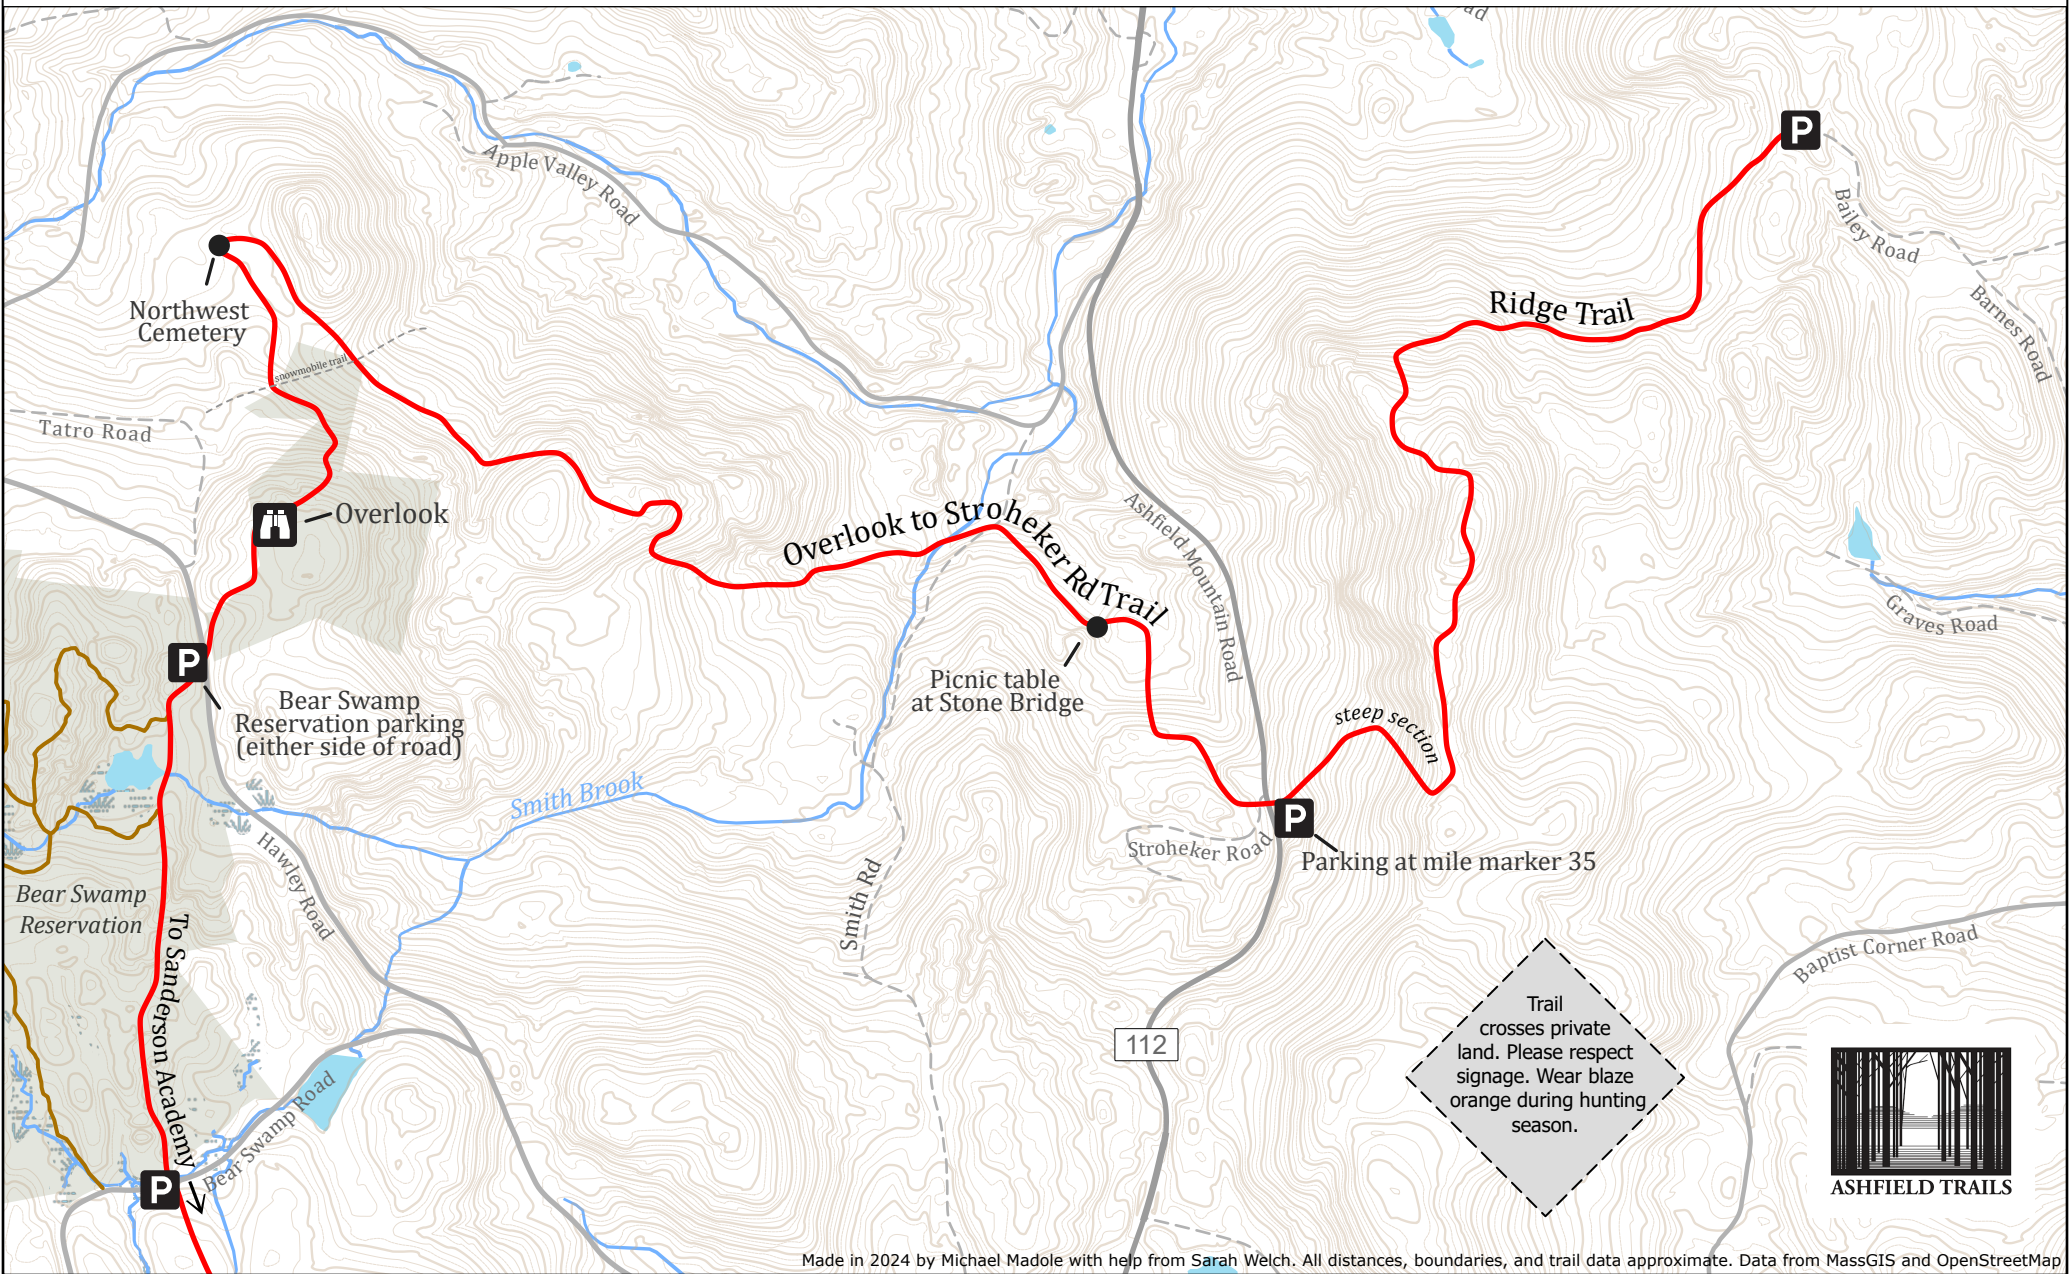 ad
Apple Valley Road
P
Bailey Road
Barnes Road
Northwest
Cemetery
Ridge Trail
snowmobile trail
Tatro Road
Overlook
Overlook to Stroheker Rd Trail
Ashfield Mountain Road
Graves Road
P
Bear Swamp
Reservation parking
(either side of road)
Picnic table
at Stone Bridge
steep section
Smith Brook
P
Hawley Road
Stroheker Road
Parking at mile marker 35
Smith Rd
Bear Swamp
Reservation
To Sanderson Academy
Baptist Corner Road
112
Trail
crosses private
land. Please respect
signage. Wear blaze
orange during hunting
season.
Bear Swamp Road
P
ASHFIELD TRAILS
Made in 2024 by Michael Madole with help from Sarah Welch. All distances, boundaries, and trail data approximate. Data from MassGIS and OpenStreetMap